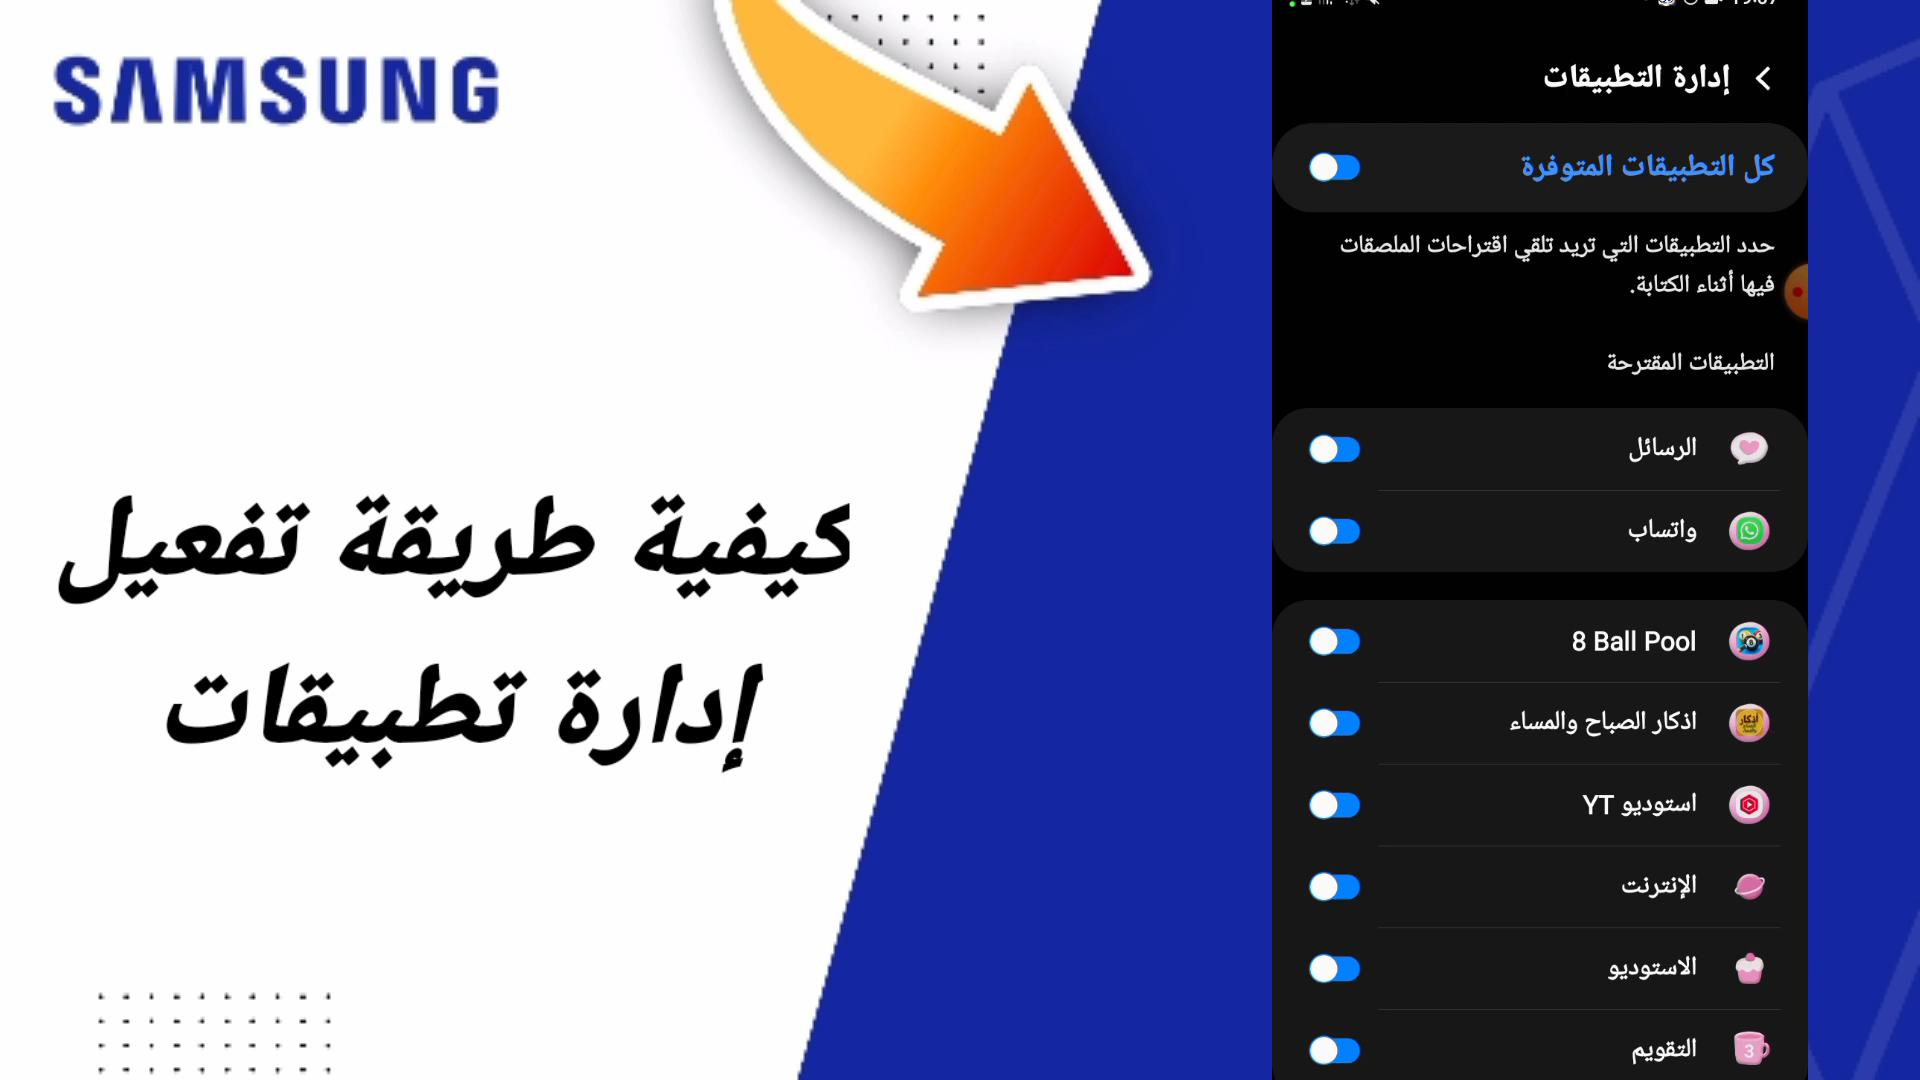 SAMSUNG
كيفية طريقة تفعيل
إدارة تطبيقات
إدارة التطبيقات
كل التطبيقات المتوفرة
حدد التطبيقات التي تريد تلقي اقتراحات الملصقات
فيها أثناء الكتابة.
التطبيقات المقترحة
الرسائل
واتساب
8 Ball Pool
اذكار الصباح والمساء
استوديو YT
الإنترنت
الاستوديو
التقويم
3